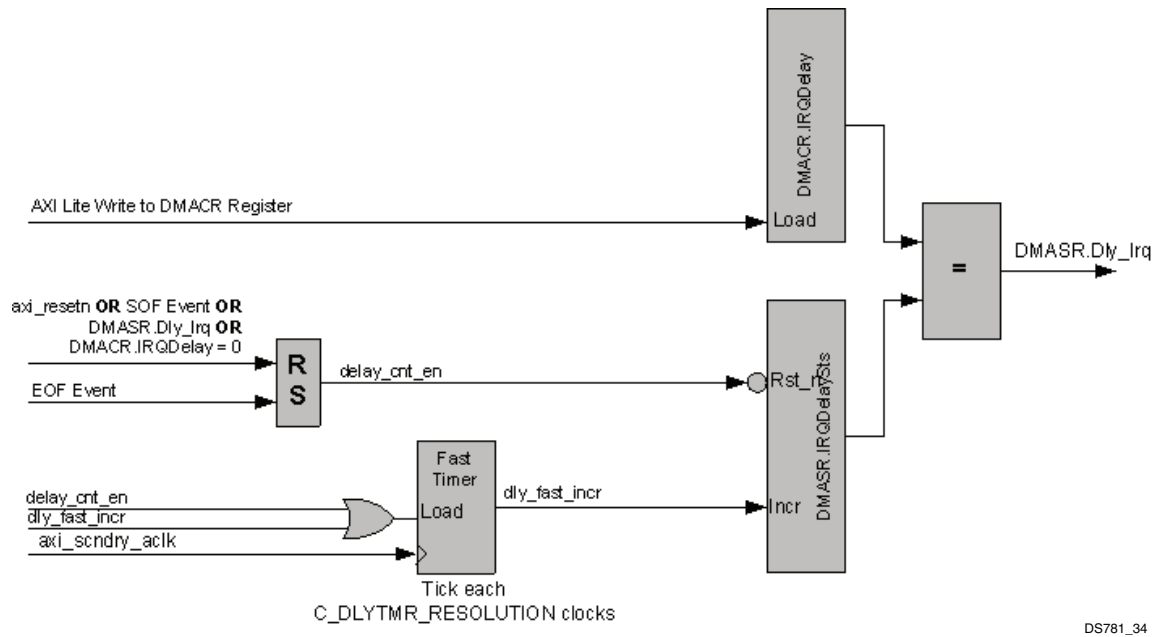 DMACR.IRQDelay
AXI Lite Write to DMACR Register
Load
DMASR.Dly_Irq
=
axi_resetn OR SOF Event OR
DMASR.Dly_Irq OR
DMACR.IRQDelay = 0
R
S
delay_cnt_en
Rst_n
EOF Event
DMASR.IRQDelaySts
Fast
Timer
delay_cnt_en
dly_fast_incr
Load
dly_fast_incr
Incr
axi_scndry_aclk
Tick each
C_DLYTMR_RESOLUTION clocks
DS781_34